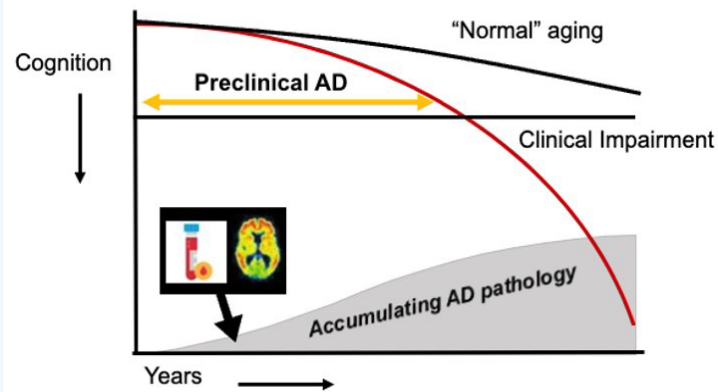 “Normal” aging
Cognition
Preclinical AD
Clinical Impairment
Accumulating AD pathology
Years